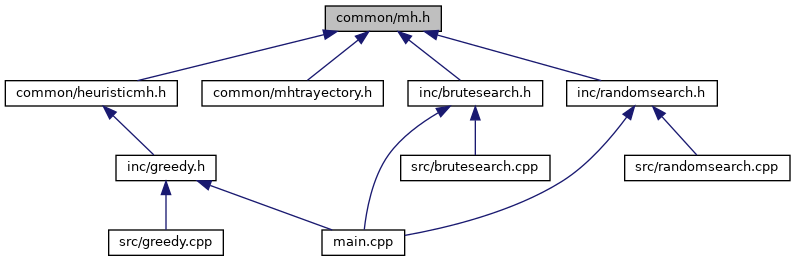 common/mh.h
common/heuristicmh.h
common/mhtrayectory.h
inc/brutesearch.h
inc/randomsearch.h
inc/greedy.h
src/brutesearch.cpp
src/randomsearch.cpp
src/greedy.cpp
main.cpp